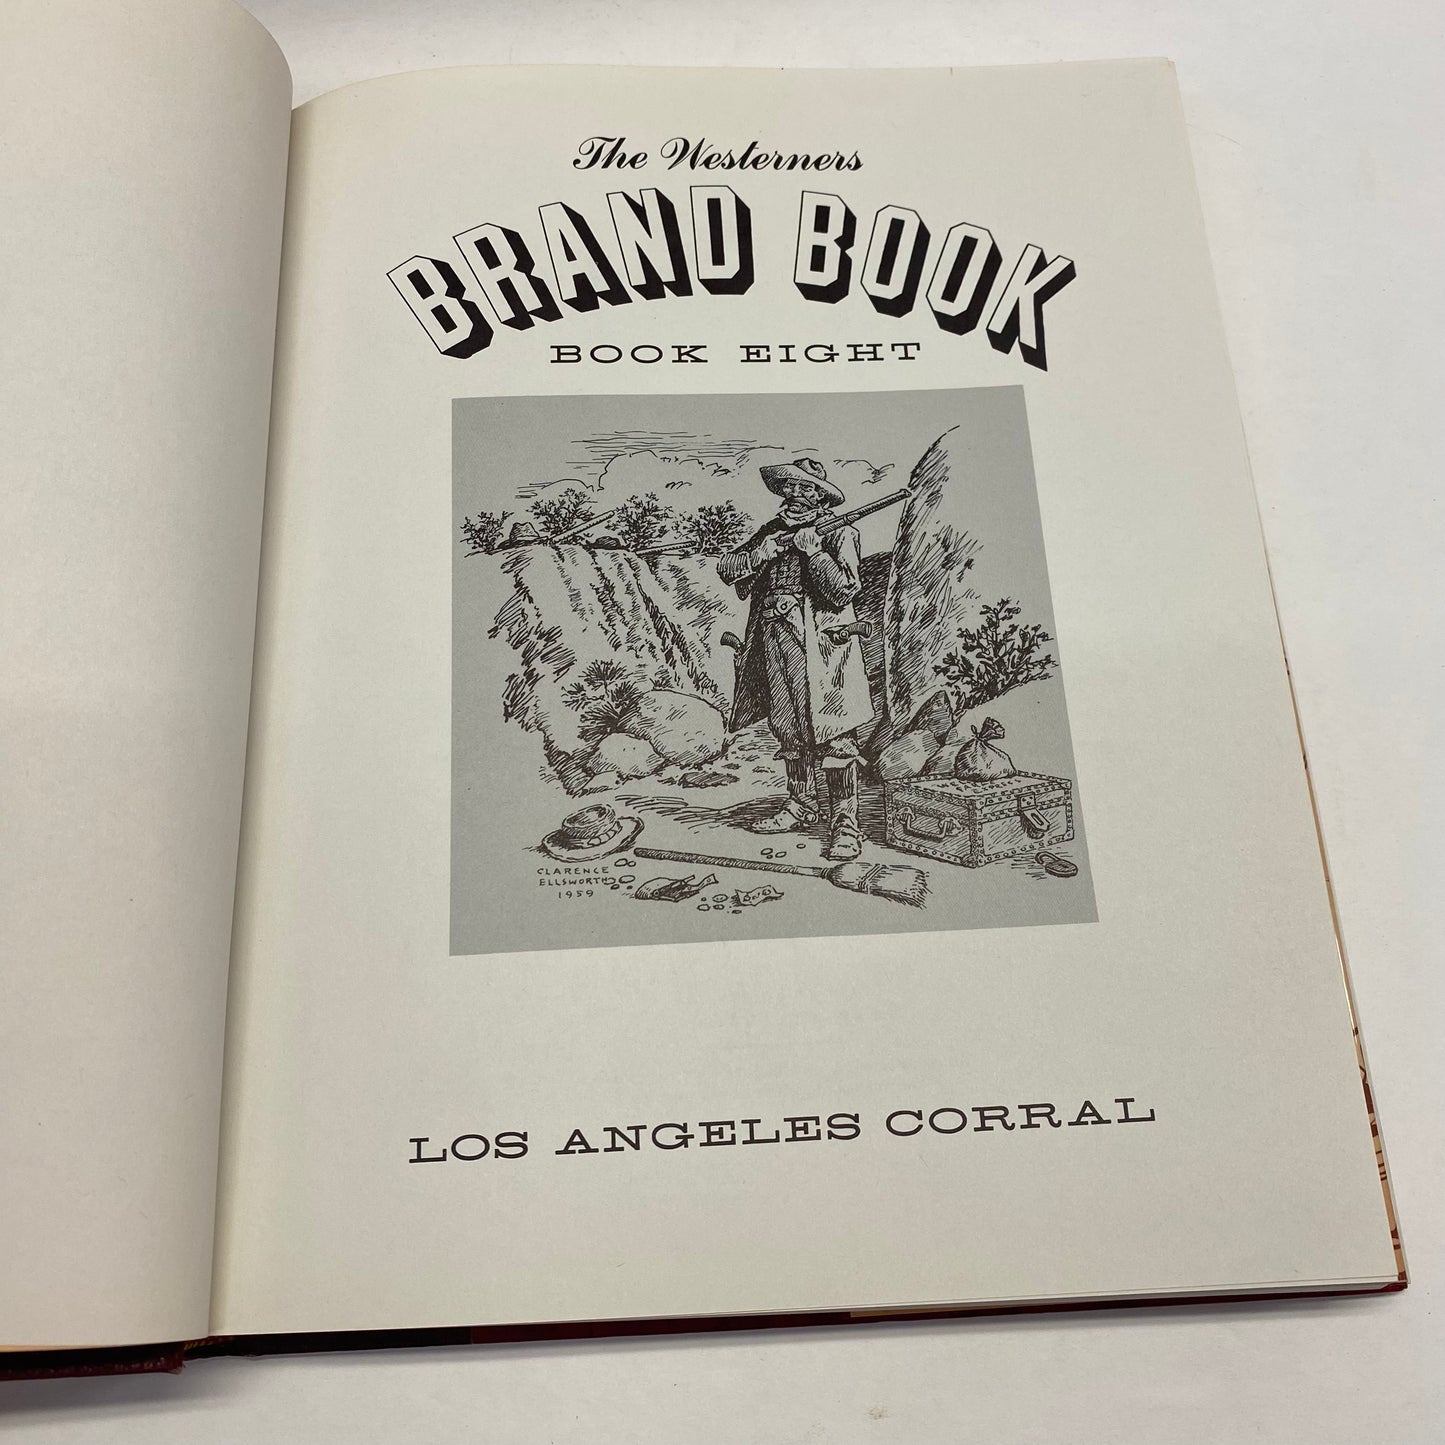 The Westerners
BRAND BOOK
BOOK EIGHT
CLARENCE
ELLSWORTH
1959
LOS ANGELES CORRAL